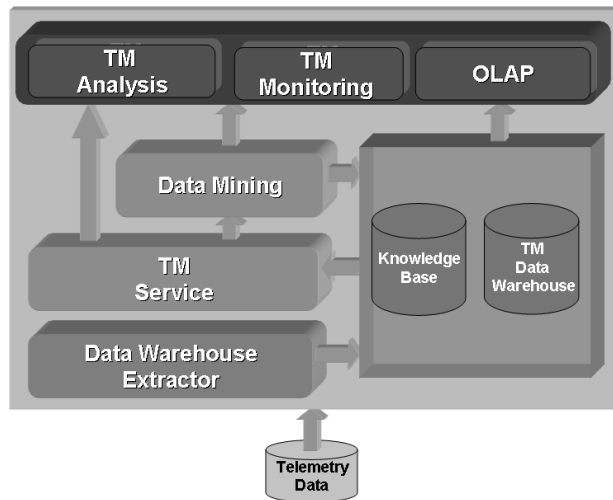 TM
Analysis
TM
Monitoring
OLAP
Data Mining
TM
Service
Knowledge
Base
TM
Data
Warehouse
Data Warehouse
Extractor
Telemetry
Data